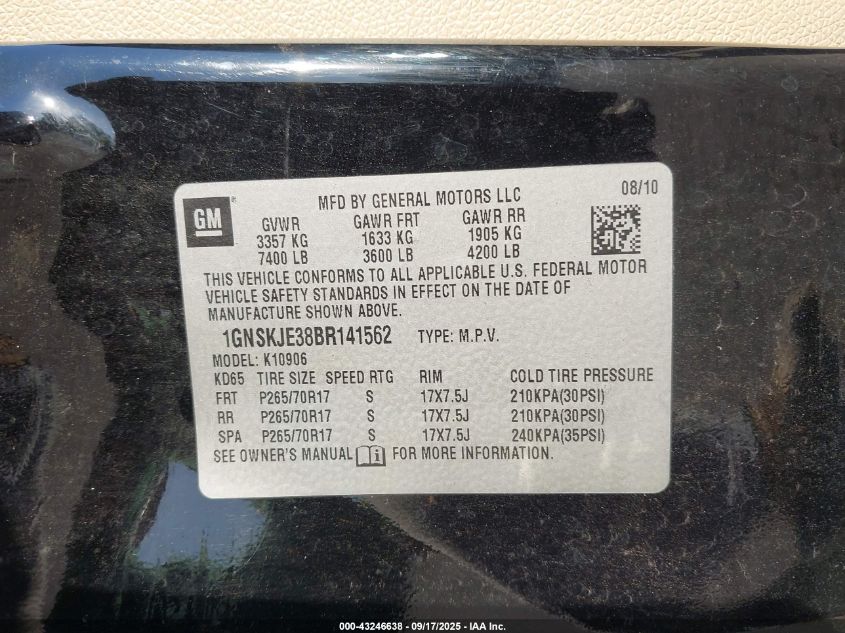 GM
MFD BY GENERAL MOTORS LLC
08/10
GVWR GAWR FRT GAWR RR
3357 KG 1633 KG 1905 KG
7400 LB 3600 LB 4200 LB
THIS VEHICLE CONFORMS TO ALL APPLICABLE U.S. FEDERAL MOTOR
VEHICLE SAFETY STANDARDS IN EFFECT ON THE DATE OF
MANUFACTURE SHOWN ABOVE.
1GNSKJE38BR141562 TYPE: M.P.V.
MODEL: K10906
KD65 TIRE SIZE SPEED RTG RIM COLD TIRE PRESSURE
FRT P265/70R17 S 17X7.5J 210KPA(30PSI)
RR P265/70R17 S 17X7.5J 210KPA(30PSI)
SPA P265/70R17 S 17X7.5J 240KPA(35PSI)
SEE OWNER'S MANUAL FOR MORE INFORMATION.
000-43246638 - 09/17/2025 - IAA Inc.